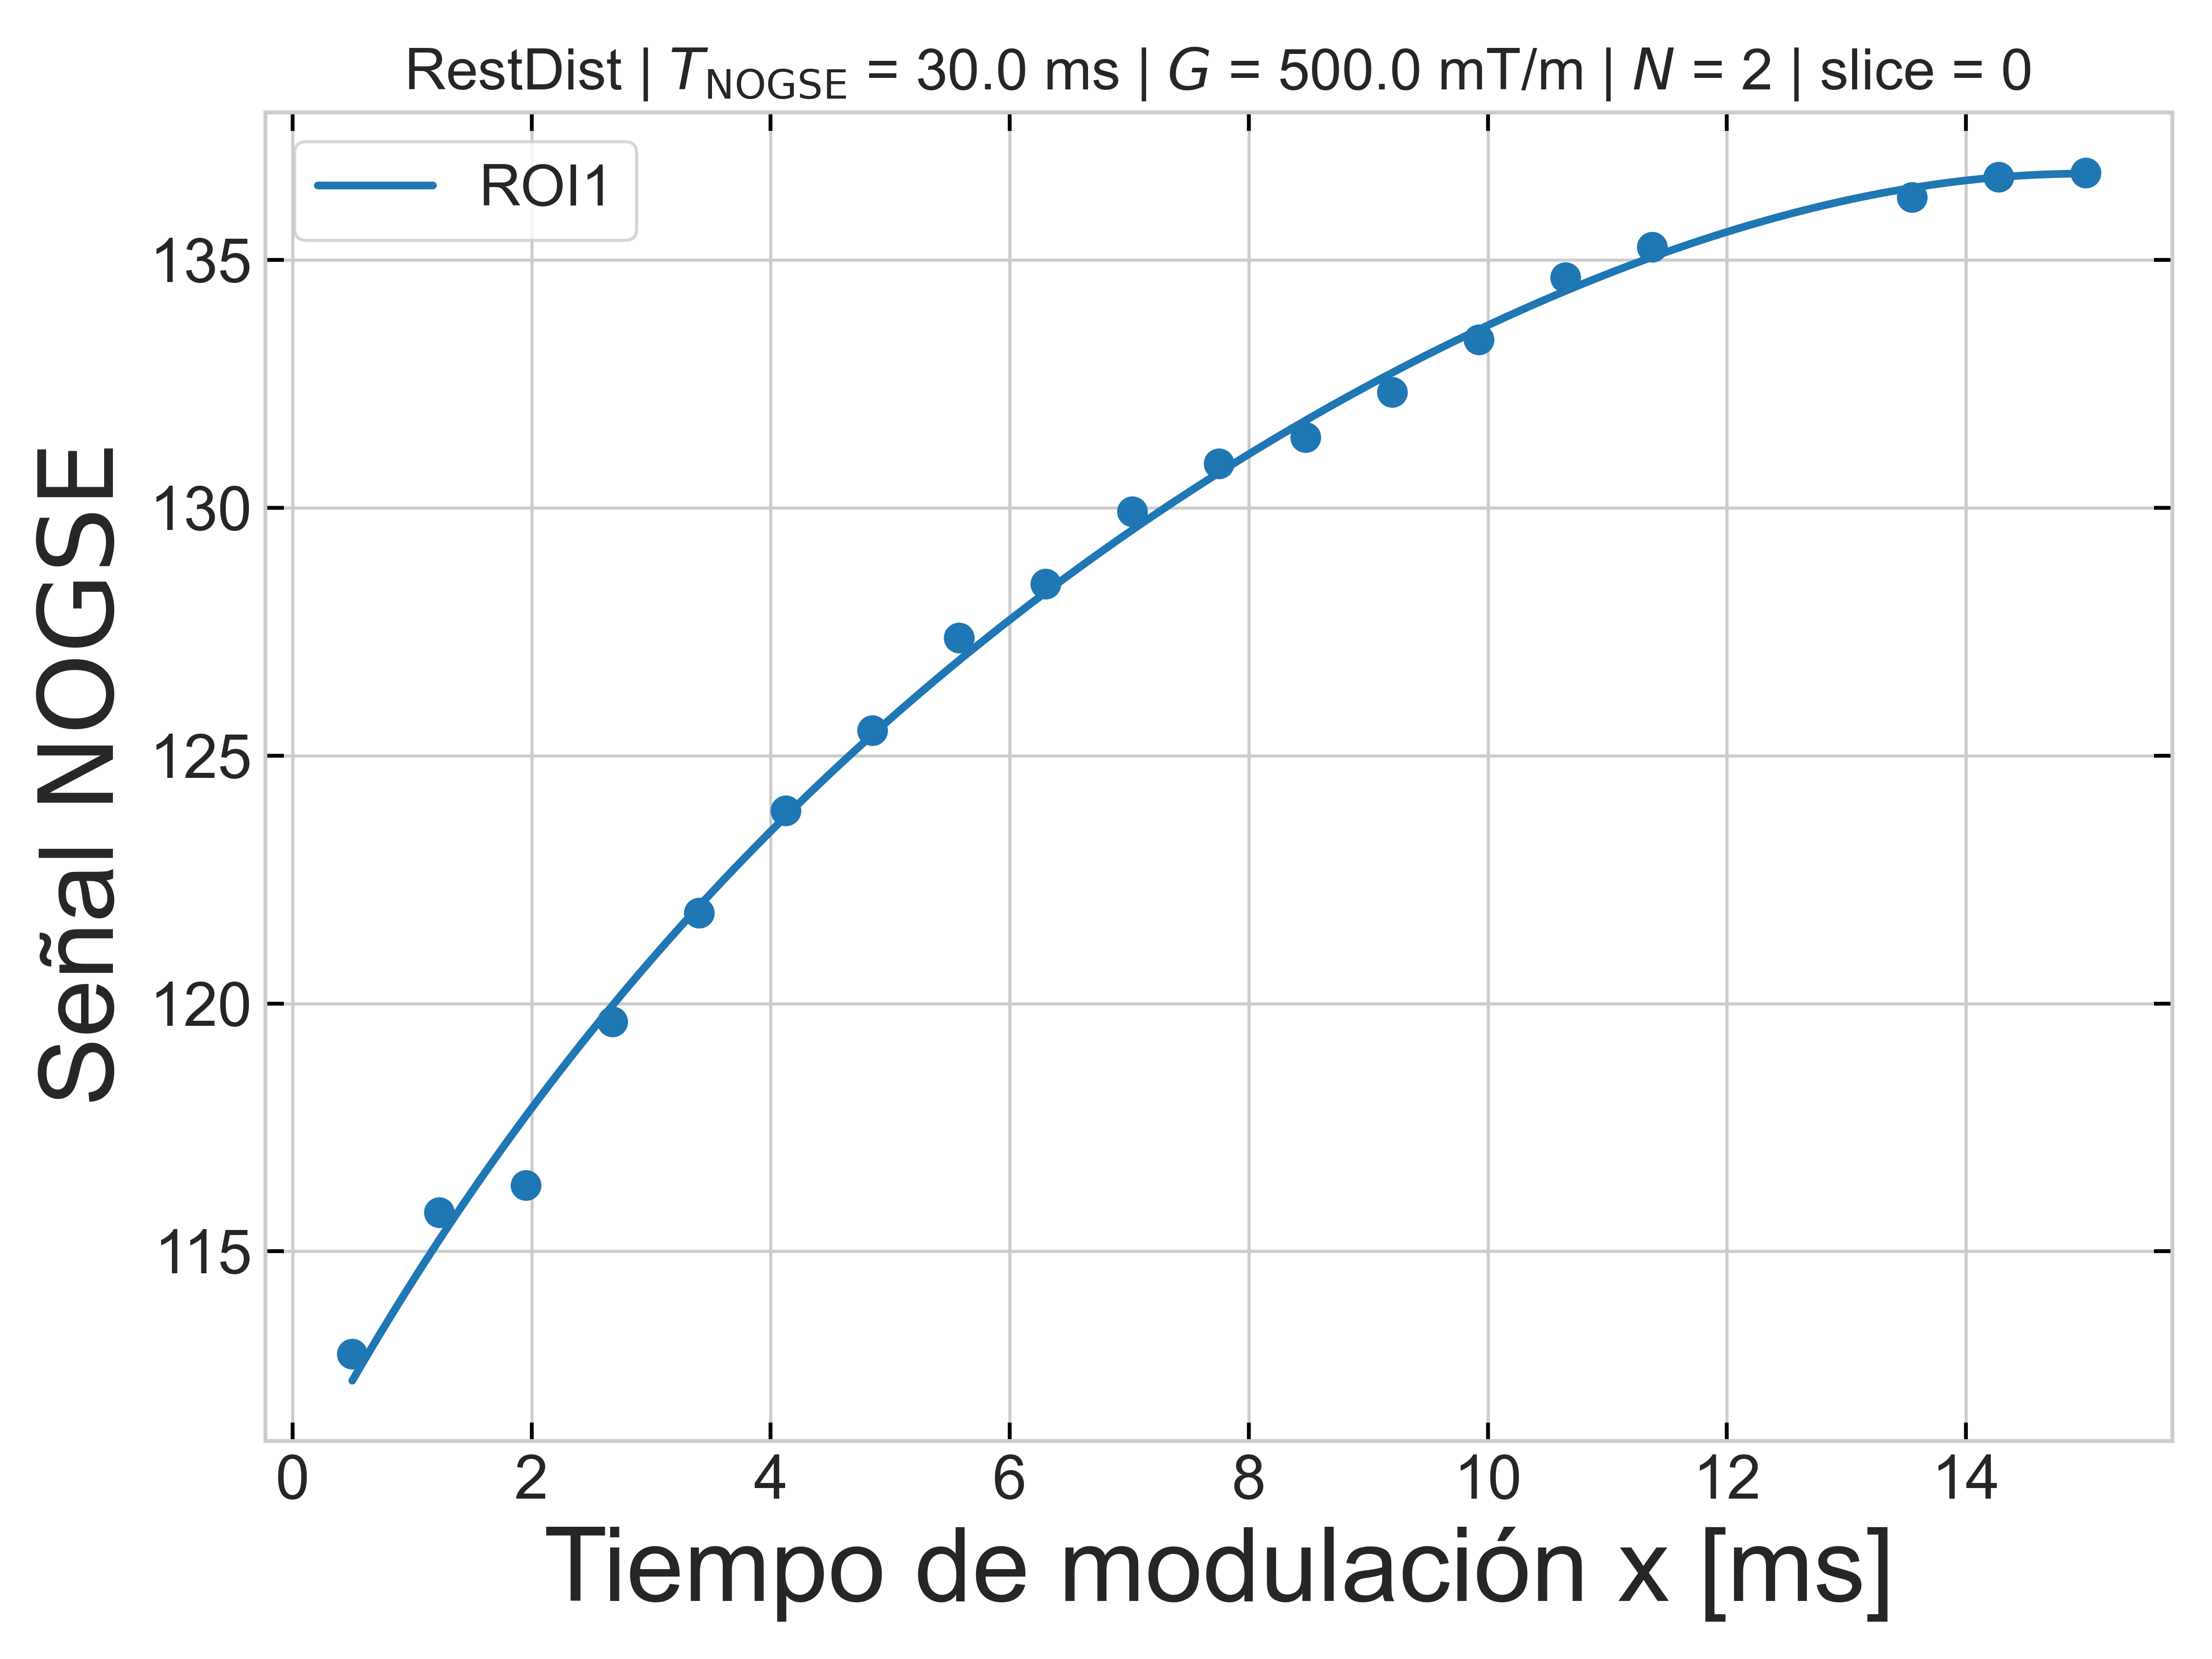 RestDist | T_NOGSE = 30.0 ms | G = 500.0 mT/m | N = 2 | slice = 0
ROI1
Señal NOGSE
135
130
125
120
115
0 2 4 6 8 10 12 14
Tiempo de modulación x [ms]